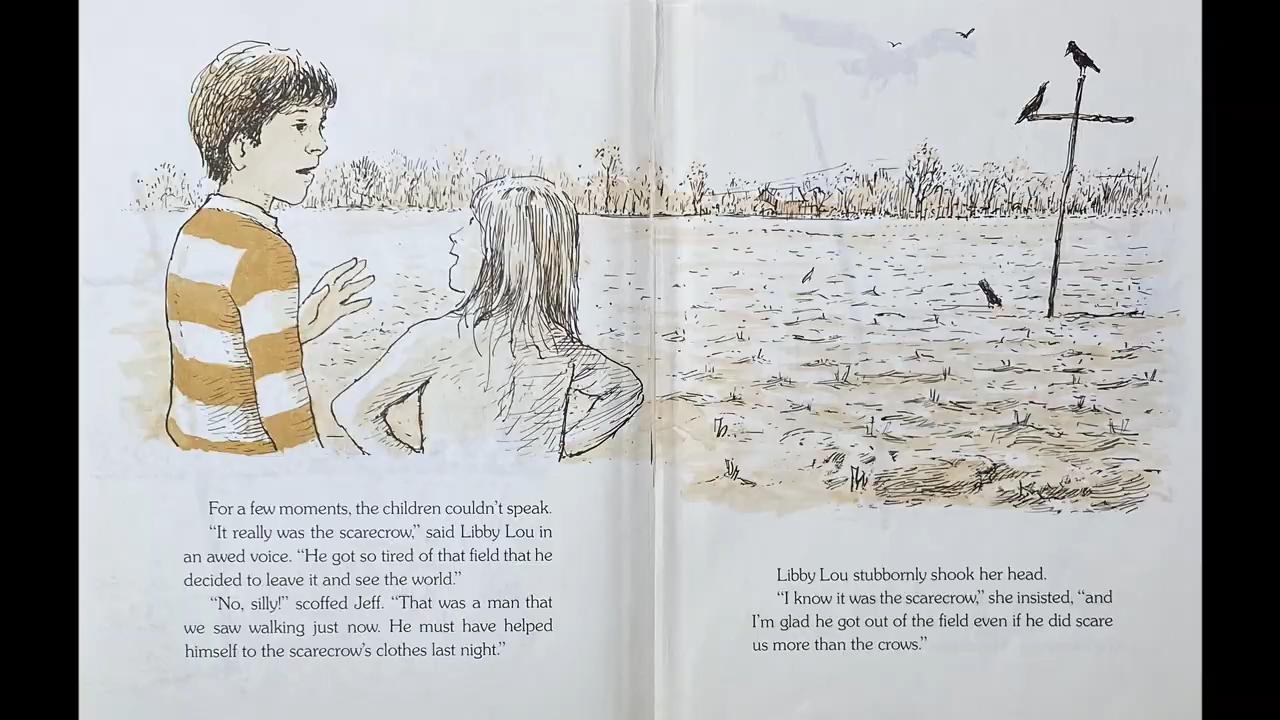 For a few moments, the children couldn't speak.
"It really was the scarecrow," said Libby Lou in
an awed voice. "He got so tired of that field that he
decided to leave it and see the world."
"No, silly!" scoffed Jeff. "That was a man that
we saw walking just now. He must have helped
himself to the scarecrow's clothes last night."
Libby Lou stubbornly shook her head.
"I know it was the scarecrow," she insisted, "and
I'm glad he got out of the field even if he did scare
us more than the crows."